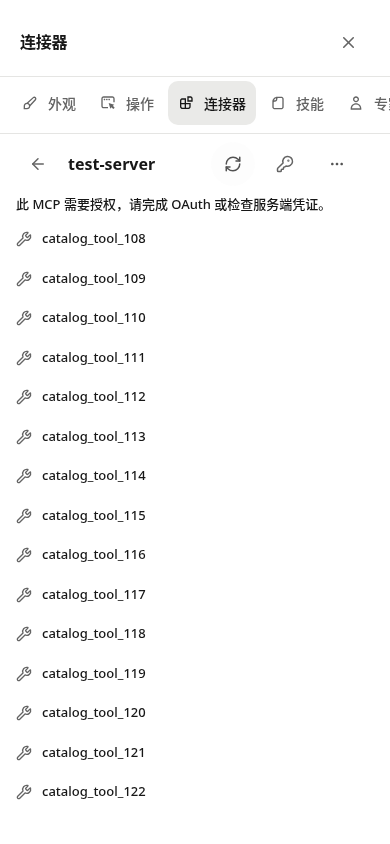 连接器
外观 操作 连接器 技能
test-server
此 MCP 需要授权，请完成 OAuth 或检查服务端凭证。
catalog_tool_108
catalog_tool_109
catalog_tool_110
catalog_tool_111
catalog_tool_112
catalog_tool_113
catalog_tool_114
catalog_tool_115
catalog_tool_116
catalog_tool_117
catalog_tool_118
catalog_tool_119
catalog_tool_120
catalog_tool_121
catalog_tool_122